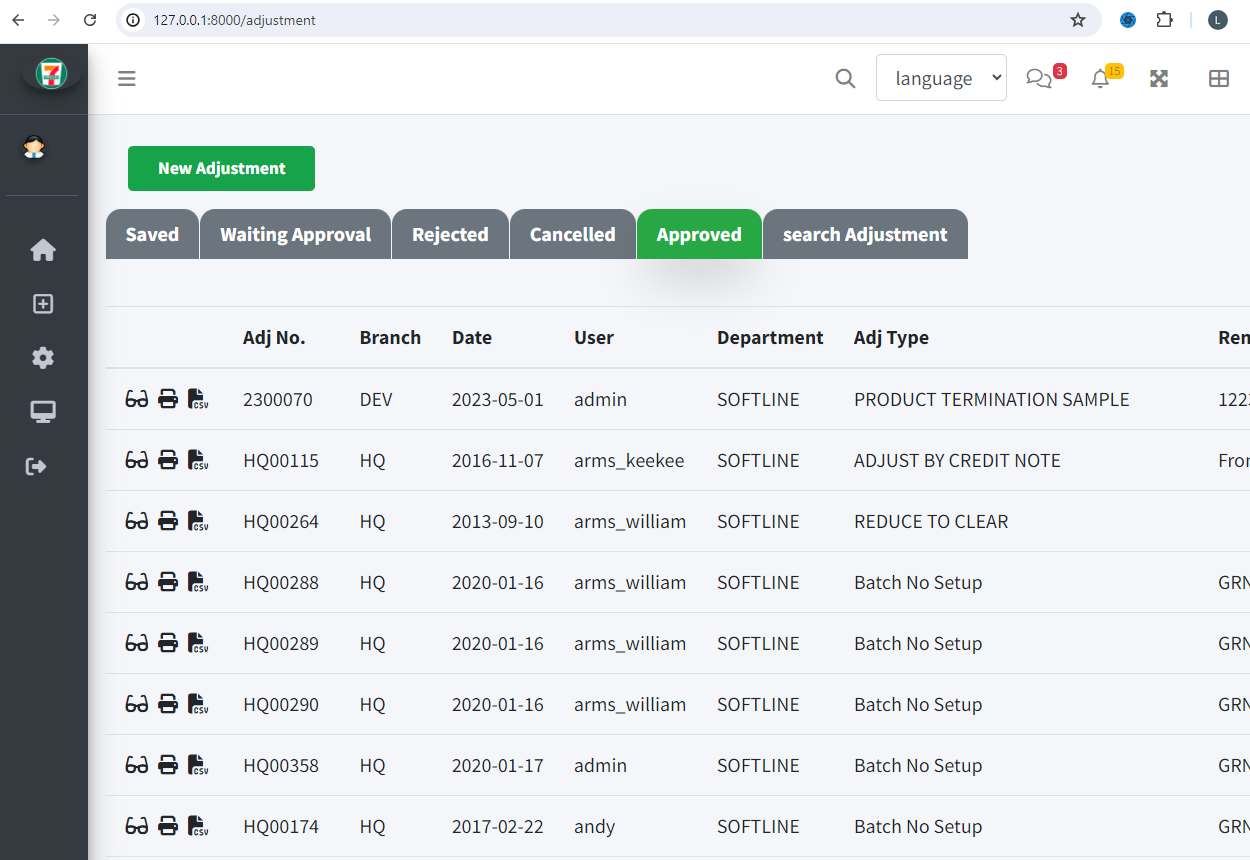 127.0.0.1:8000/adjustment
L
language
3
15
New Adjustment
Saved Waiting Approval Rejected Cancelled Approved search Adjustment
Adj No. Branch Date User Department Adj Type
CSV 2300070 DEV 2023-05-01 admin SOFTLINE PRODUCT TERMINATION SAMPLE 122
CSV HQ00115 HQ 2016-11-07 arms_keekee SOFTLINE ADJUST BY CREDIT NOTE
CSV HQ00264 HQ 2013-09-10 arms_william SOFTLINE REDUCE TO CLEAR
CSV HQ00288 HQ 2020-01-16 arms_william SOFTLINE Batch No Setup GRN
CSV HQ00289 HQ 2020-01-16 arms_william SOFTLINE Batch No Setup GRN
CSV HQ00290 HQ 2020-01-16 arms_william SOFTLINE Batch No Setup GRN
CSV HQ00358 HQ 2020-01-17 admin SOFTLINE Batch No Setup GRN
CSV HQ00174 HQ 2017-02-22 andy SOFTLINE Batch No Setup GRN